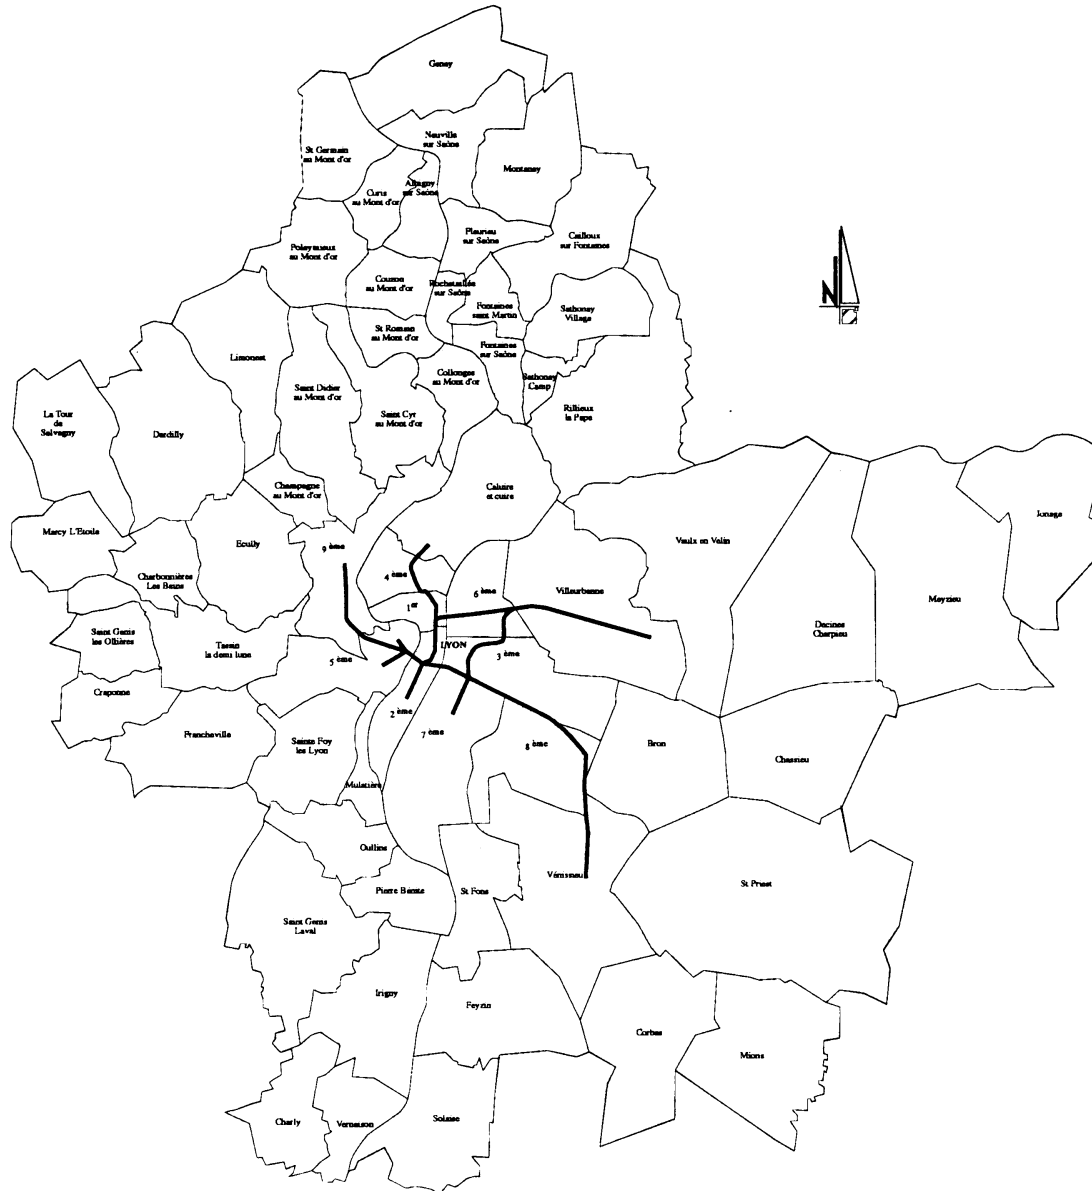 Genay
Neuville
sur Saône
St Germain
au Mont d'or
Montanay
Albigny
sur Saône
Curis
au Mont d'or
Fleurieu
sur Saône
Cailloux
sur Fontaines
Poleymieux
au Mont d'or
Couzon
au Mont d'or
Rochetaillée
sur Saône
Fontaines
saint Martin
Sathonay
Village
N
St Romain
au Mont d'or
Fontaines
sur Saône
Limonest
Collonges
au Mont d'or
Sathonay
Camp
Saint Didier
au Mont d'or
Saint Cyr
au Mont d'or
Rillieux
la Pape
La Tour
de
Salvagny
Dardilly
Champagne
au Mont d'or
Caluire
et cuire
Jonage
Marcy L'Etoile
Ecully
9 ème
Vaulx en Velin
Charbonnières
Les Bains
4 ème
6 ème
Villeurbanne
Meyzieu
1er
Decines
Charpieu
Saint Genis
les Ollières
Tassin
la demi lune
LYON
3 ème
5 ème
Craponne
2 ème
7 ème
Francheville
Sainte Foy
les Lyon
8 ème
Bron
Chassieu
Mulatière
Oullins
Vénissieu
St Priest
Pierre Bénite
St Fons
Saint Genis
Laval
Irigny
Feyzin
Corbas
Mions
Charly
Vernaison
Solaise